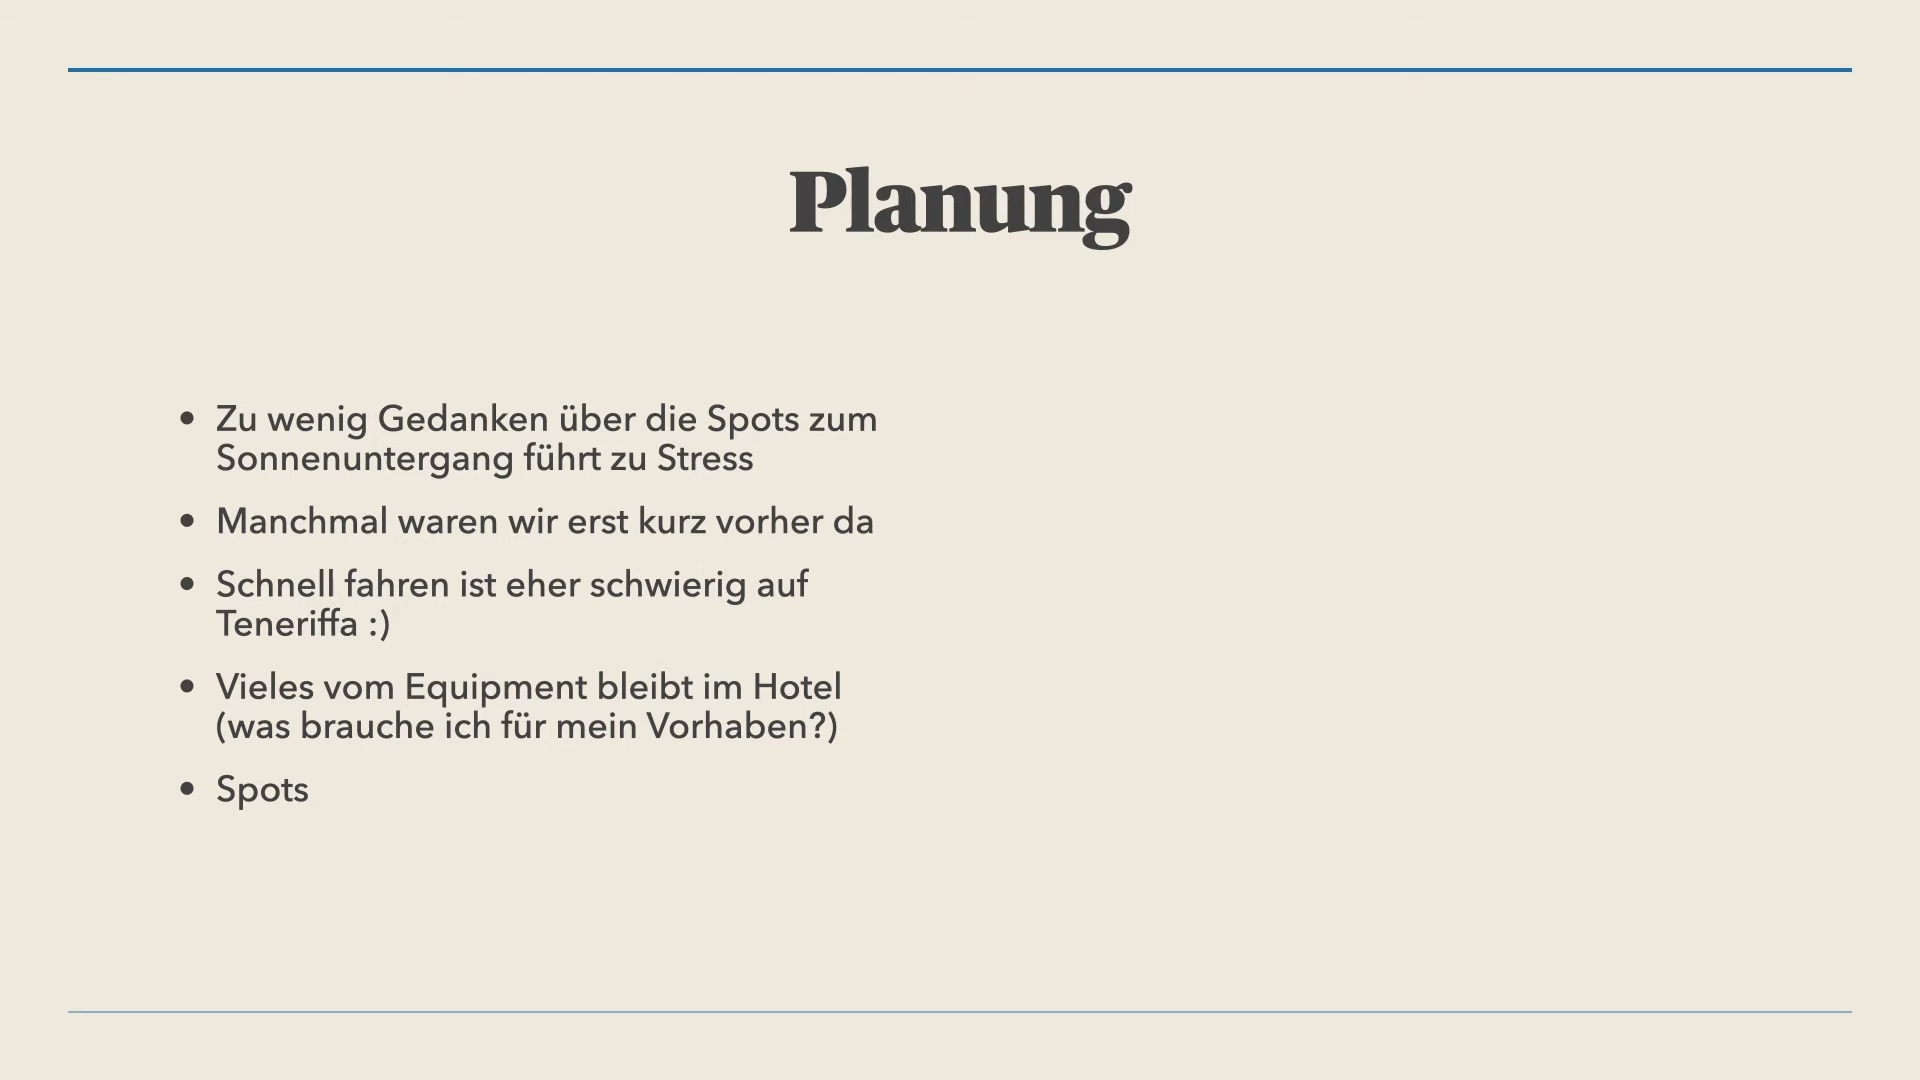 Planung
• Zu wenig Gedanken über die Spots zum
Sonnenuntergang führt zu Stress
• Manchmal waren wir erst kurz vorher da
• Schnell fahren ist eher schwierig auf
Teneriffa :)
• Vieles vom Equipment bleibt im Hotel
(was brauche ich für mein Vorhaben?)
• Spots